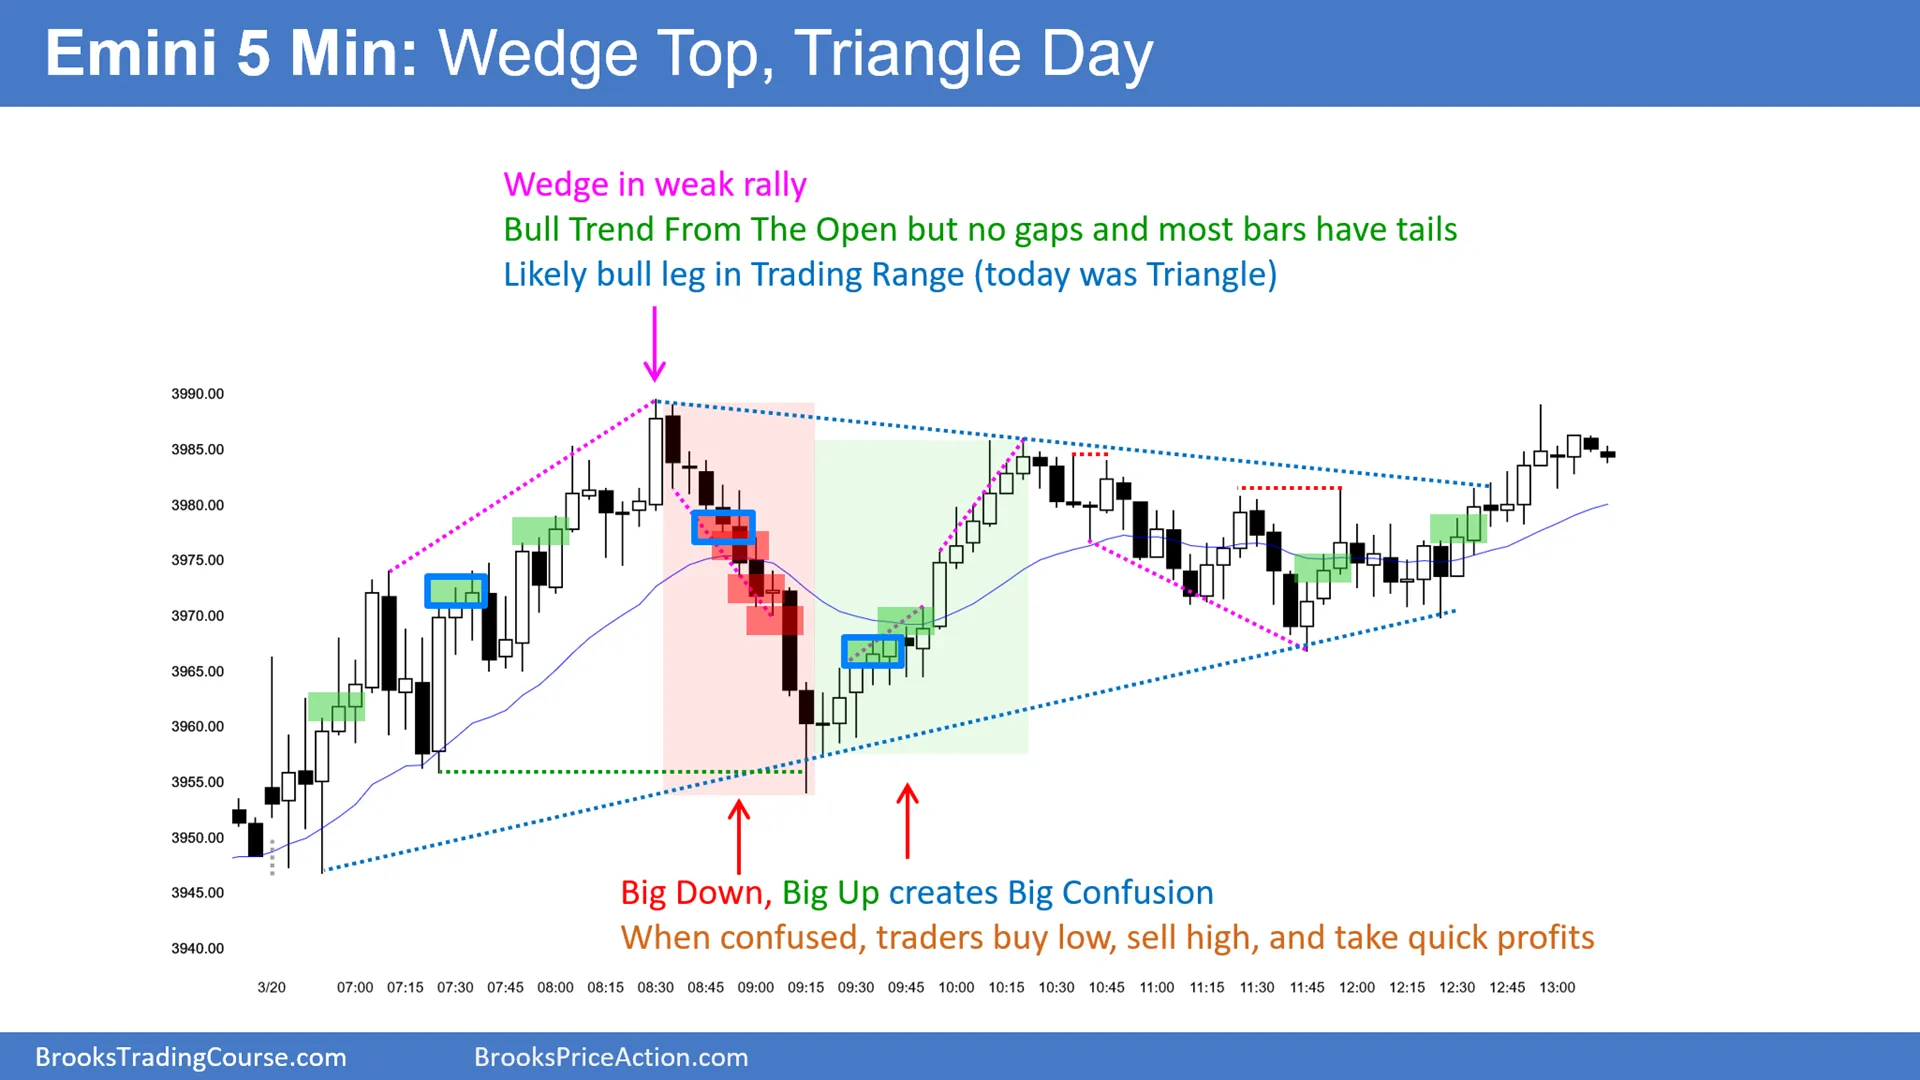 Emini 5 Min: Wedge Top, Triangle Day
Wedge in weak rally
Bull Trend From The Open but no gaps and most bars have tails
Likely bull leg in Trading Range (today was Triangle)
3990.00
3985.00
3980.00
3975.00
3970.00
3965.00
3960.00
3955.00
3950.00
3945.00
3940.00
Big Down, Big Up creates Big Confusion
When confused, traders buy low, sell high, and take quick profits
3/20 07:00 07:15 07:30 07:45 08:00 08:15 08:30 08:45 09:00 09:15 09:30 09:45 10:00 10:15 10:30 10:45 11:00 11:15 11:30 11:45 12:00 12:15 12:30 12:45 13:00
BrooksTradingCourse.com BrooksPriceAction.com